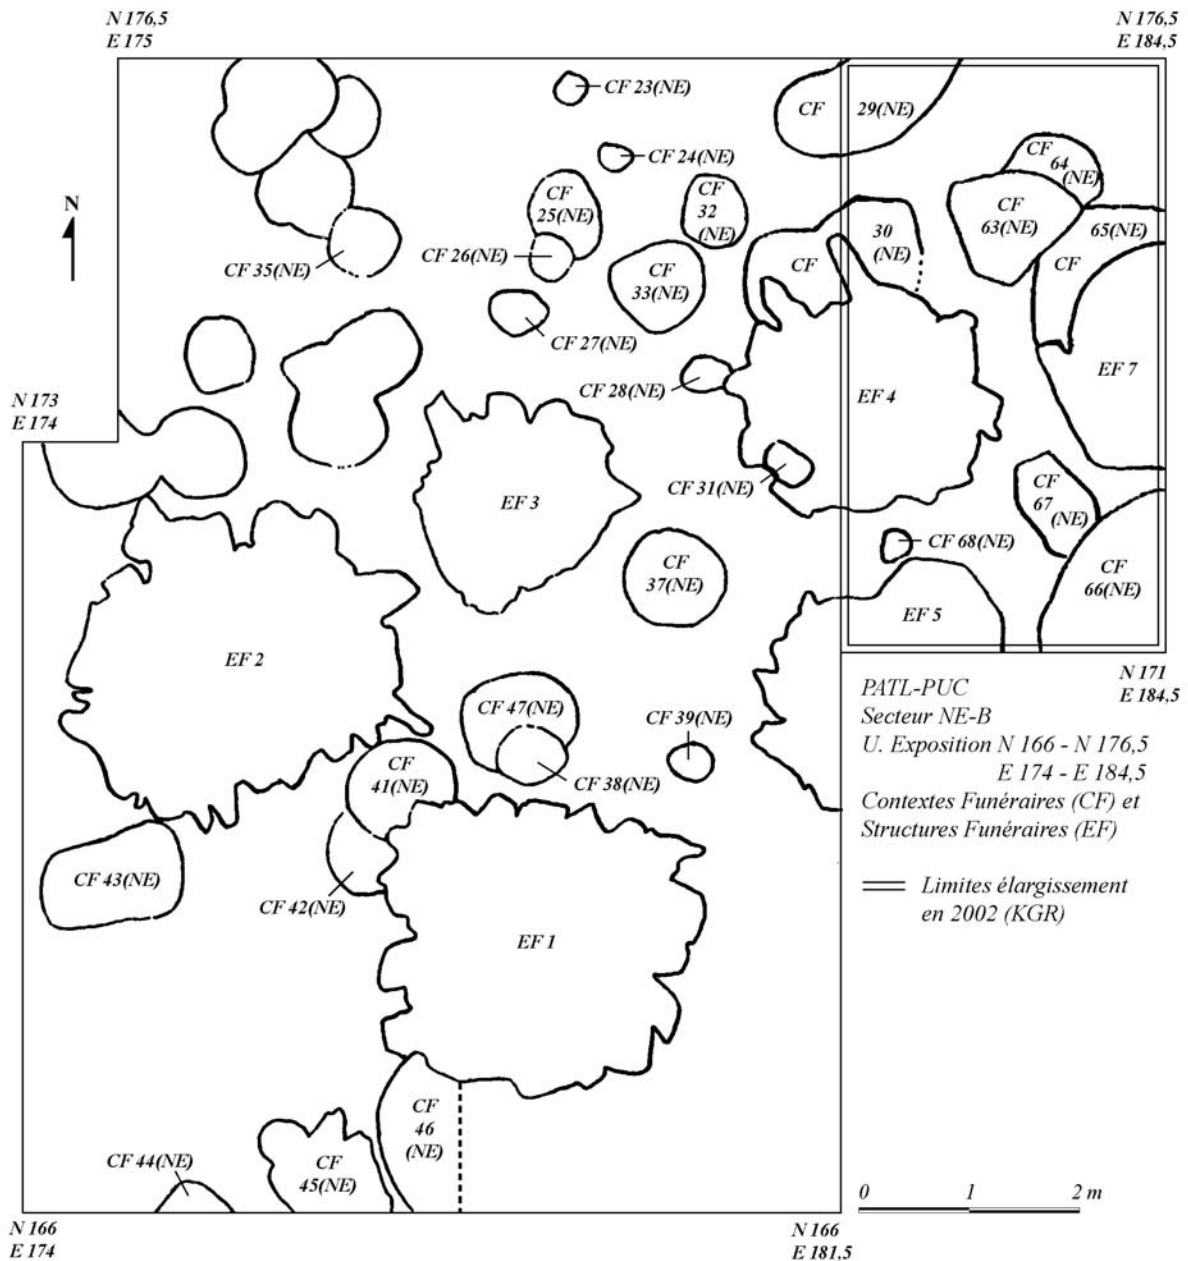 N 176,5
E 175
N 176,5
E 184,5
CF 23(NE)
CF 29(NE)
CF 24(NE)
CF
64
(NE)
N
CF
25(NE)
CF
32
(NE)
CF
63(NE)
65(NE)
CF
30
(NE)
CF
CF 26(NE)
CF 35(NE)
CF
33(NE)
CF 27(NE)
EF 7
CF 28(NE)
EF 4
N 173
E 174
CF 31(NE)
EF 3
CF
67
(NE)
CF 68(NE)
CF
37(NE)
CF
66(NE)
EF 5
EF 2
N 171
E 184,5
CF 47(NE)
CF 39(NE)
CF 38(NE)
CF
41(NE)
PATL-PUC
Secteur NE-B
U. Exposition N 166 - N 176,5
E 174 - E 184,5
Contextes Funéraires (CF) et
Structures Funéraires (EF)
Limites élargissement
en 2002 (KGR)
CF 43(NE)
CF 42(NE)
EF 1
CF
46
(NE)
CF 44(NE)
CF
45(NE)
0 1 2 m
N 166
E 174
N 166
E 181,5